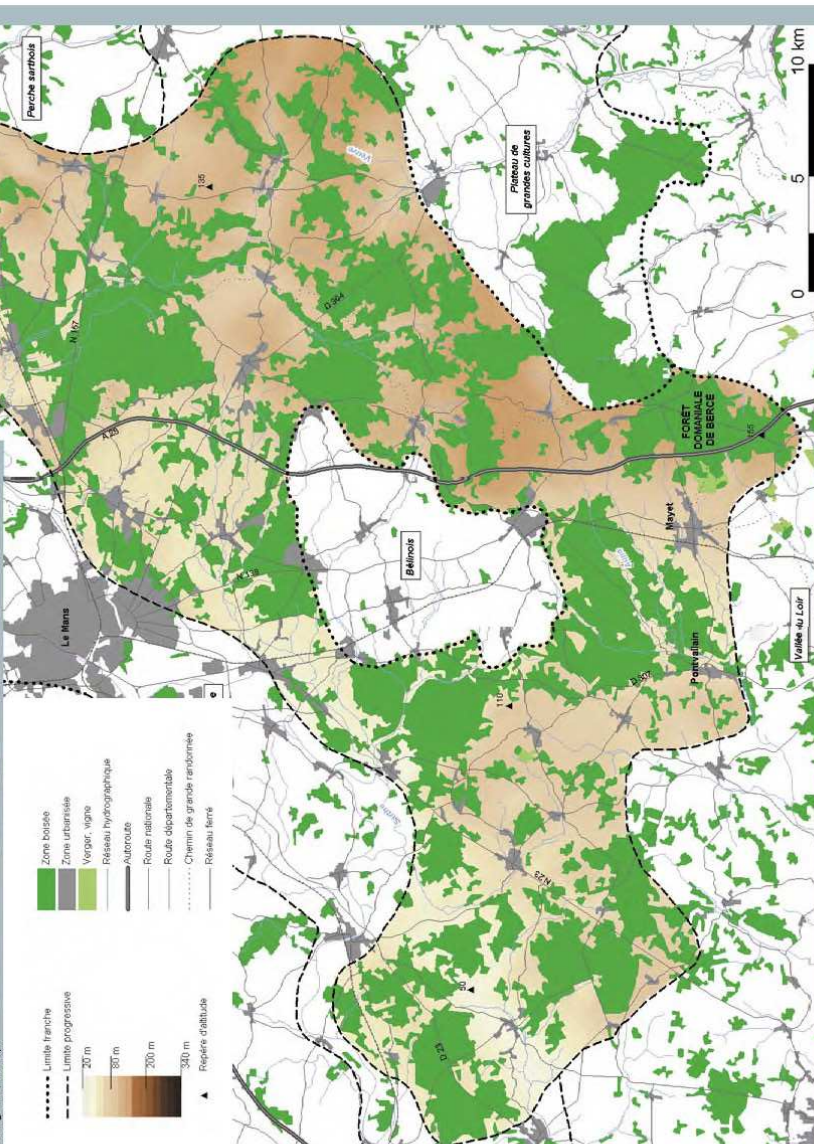 Perche sarthois
Plateau de
grandes cultures
135
Veuve
N 157
D 304
A 28
Le Mans
N 138
Bélinois
FORÊT
DOMANIALE
DE BERCÉ
155
Mayet
Pontvallain
Vallée du Loir
D 307
110
Sarthe
N 23
90
D 23
0
5
10 km
Limite franche
Limite progressive
20 m
80 m
200 m
340 m
Repère d'altitude
Zone boisée
Zone urbanisée
Verger, vigne
Réseau hydrographique
Autoroute
Route nationale
Route départementale
Chemin de grande randonnée
Réseau ferré